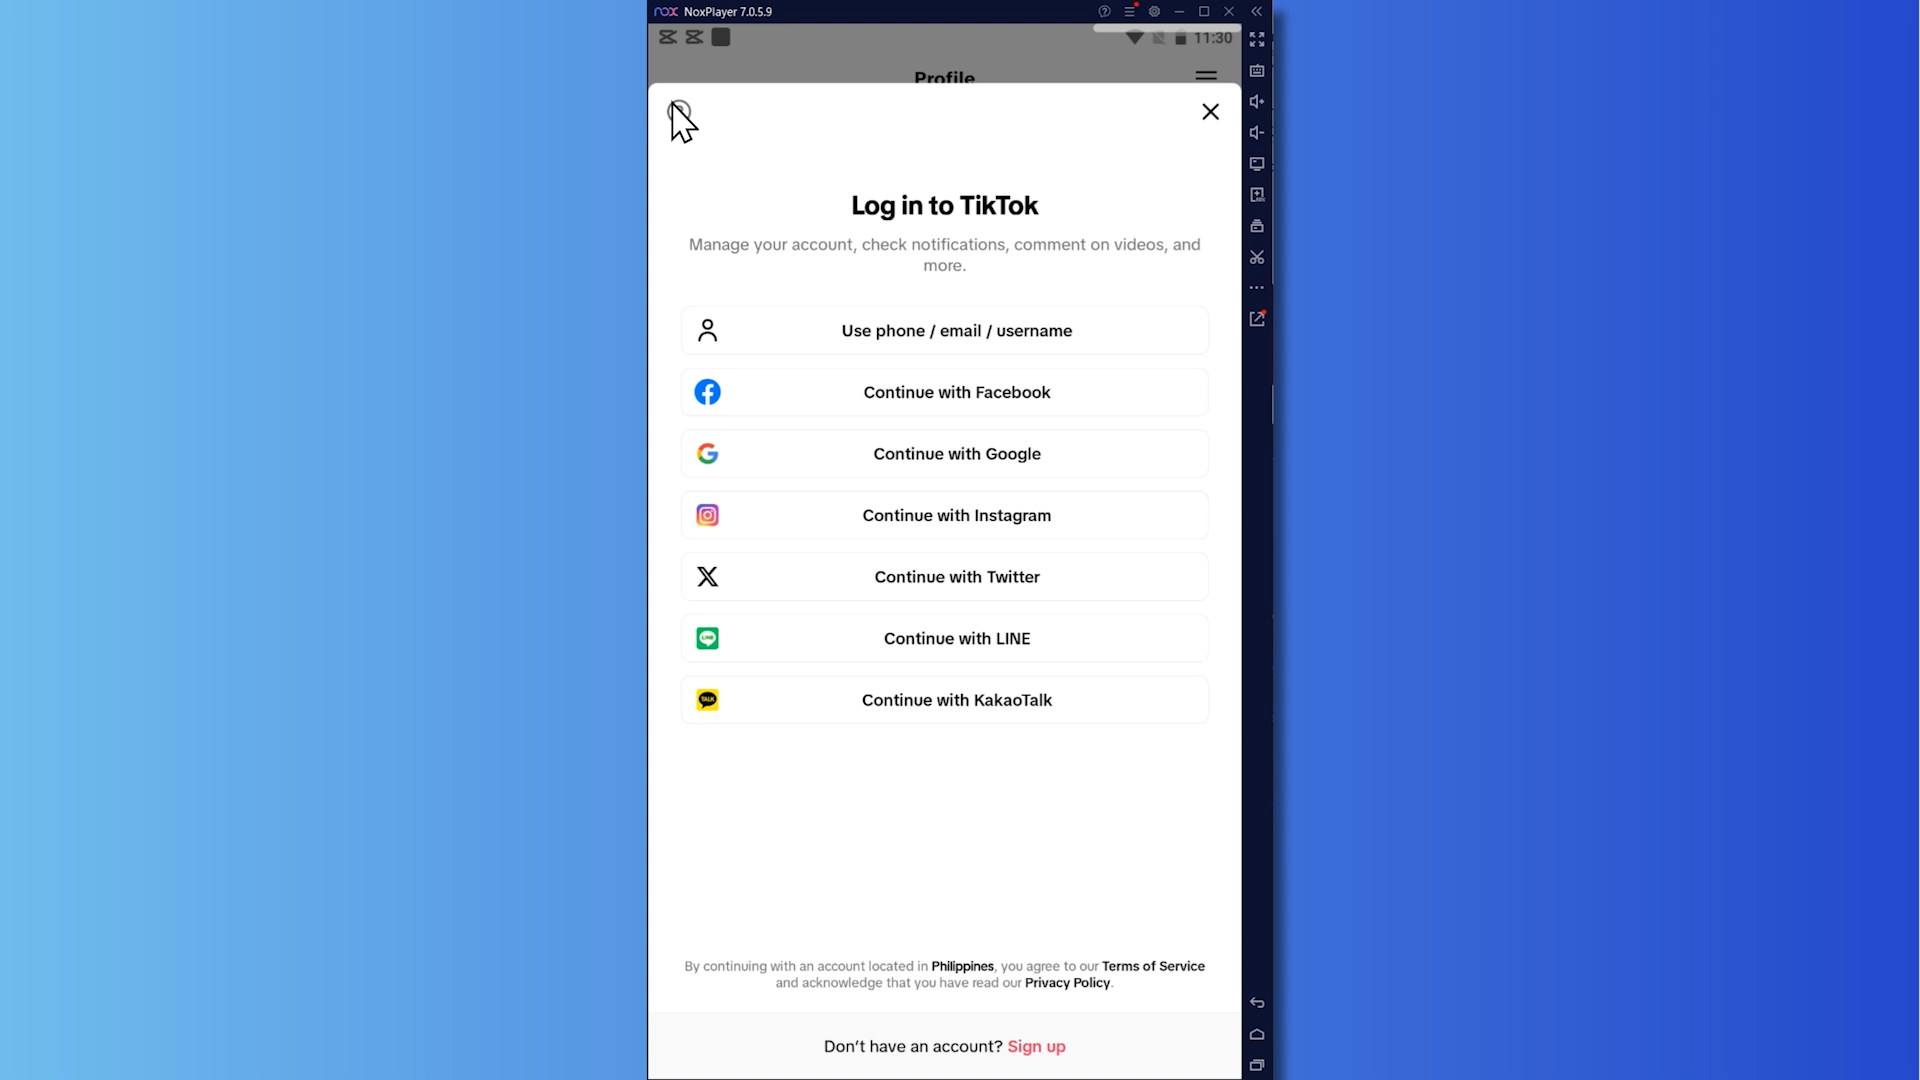 nox NoxPlayer 7.0.5.9
11:30
Profile
Log in to TikTok
Manage your account, check notifications, comment on videos, and
more.
Use phone / email / username
Continue with Facebook
Continue with Google
Continue with Instagram
Continue with Twitter
LINE Continue with LINE
TALK Continue with KakaoTalk
By continuing with an account located in Philippines, you agree to our Terms of Service
and acknowledge that you have read our Privacy Policy.
Don't have an account? Sign up